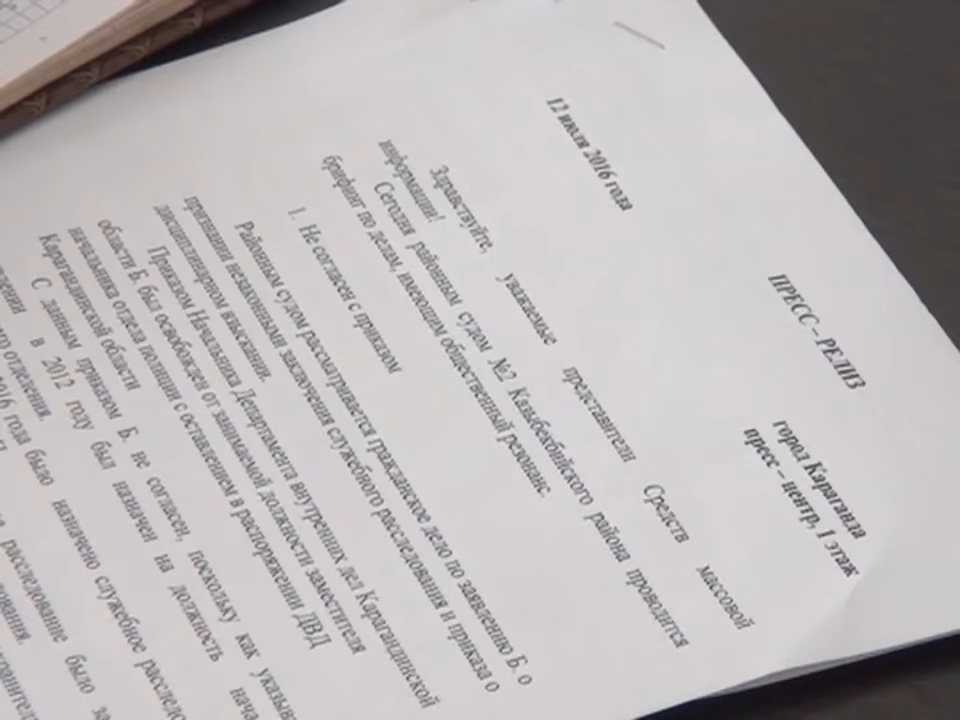 ПРЕСС – РЕЛИЗ
город Караганда
пресс – центр, 1 этаж
12 июля 2016 года
Здравствуйте, уважаемые представители Средств массовой
информации!
Сегодня районным судом №2 Казыбекбийского района проводится
брифинг по делам, имеющим общественный резонанс.
1. Не согласен с приказом
Районным судом рассматривается гражданское дело по заявлению Б. о
признании незаконными заключения служебного расследования и приказа о
дисциплинарном взыскании.
Приказом Начальника Департамента внутренних дел Карагандинской
области Б. был освобожден от занимаемой должности заместителя
начальника отдела полиции с оставлением в распоряжении ДВД
Карагандинской области
С данным приказом Б. не согласен, поскольку как
в 2012 году был назначен на должность
отделения.
2016 года было назначено служебное
расследование было